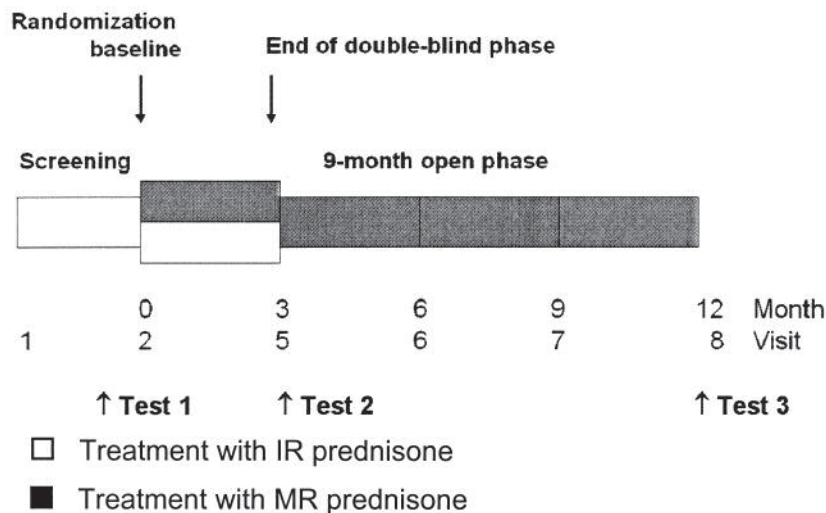 Randomization
baseline
End of double-blind phase
Screening
9-month open phase
0 3 6 9 12 Month
1 2 5 6 7 8 Visit
↑ Test 1 ↑ Test 2 ↑ Test 3
Treatment with IR prednisone
Treatment with MR prednisone